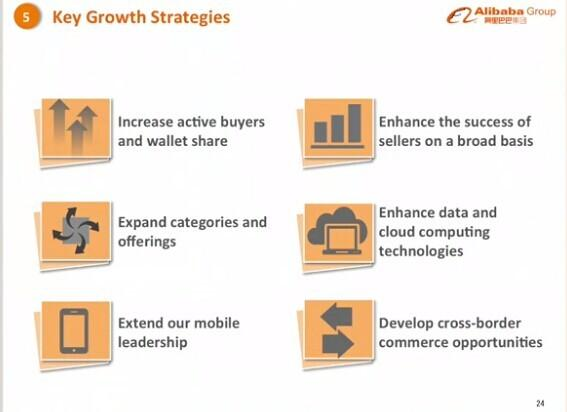 5 Key Growth Strategies
Alibaba Group
阿里巴巴集团
Increase active buyers
and wallet share
Enhance the success of
sellers on a broad basis
Expand categories and
offerings
Enhance data and
cloud computing
technologies
Extend our mobile
leadership
Develop cross-border
commerce opportunities
24